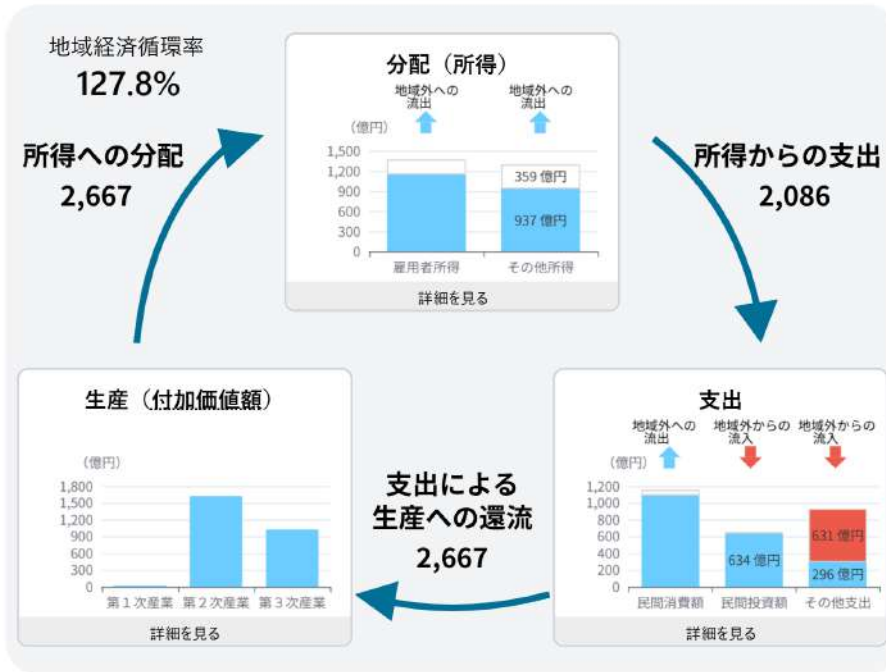 地域経済循環率
127.8%
所得への分配
2,667
分配（所得）
地域外への
流出
地域外への
流出
（億円）
1,500
1,200
900
600
300
0
359 億円
937 億円
雇用者所得
その他所得
詳細を見る
所得からの支出
2,086
生産（付加価値額）
（億円）
1,800
1,500
1,200
900
600
300
0
第１次産業
第２次産業
第３次産業
詳細を見る
支出による
生産への還流
2,667
支出
地域外への
流出
地域外からの
流入
地域外からの
流入
（億円）
1,200
1,000
800
600
400
200
0
634 億円
631 億円
296 億円
民間消費額
民間投資額
その他支出
詳細を見る